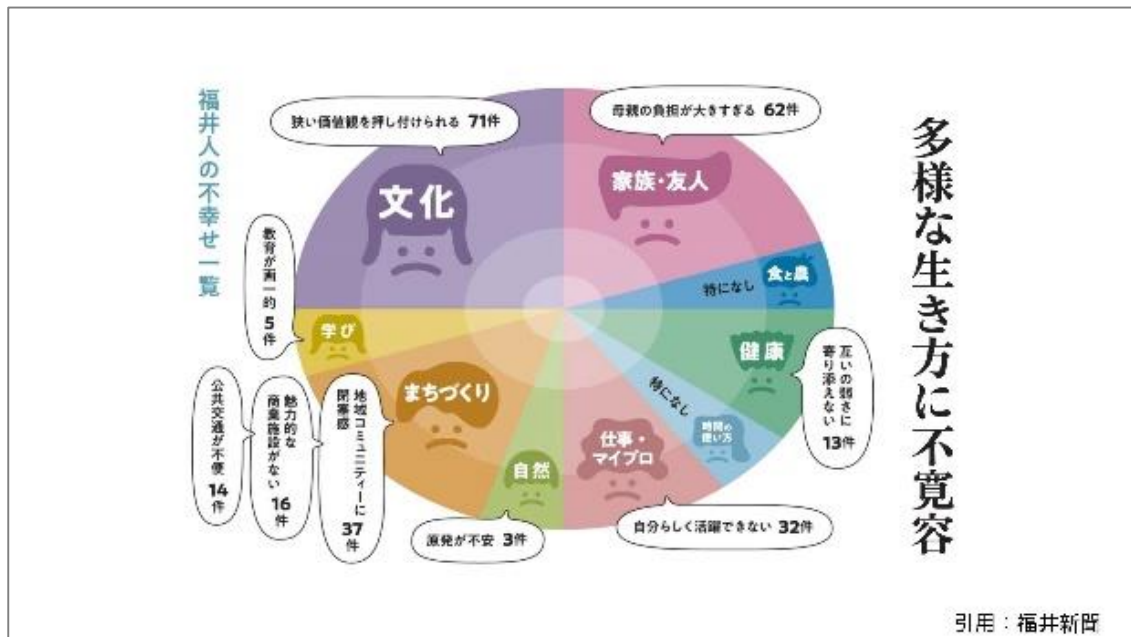 多様な生き方に不寛容
福井人の不幸せ一覧
狭い価値観を押し付けられる 71件
文化
母親の負担が大きすぎる 62件
家族・友人
食と農
特になし
健康
互いの弱さに
寄り添えない
13件
時間の
使い方
特になし
仕事・
マイプロ
自分らしく活躍できない 32件
自然
原発が不安 3件
まちづくり
地域コミュニティーに
閉塞感
37件
魅力的な
商業施設がない
16件
公共交通が不便
14件
学び
教育が画一的
5件
引用：福井新聞